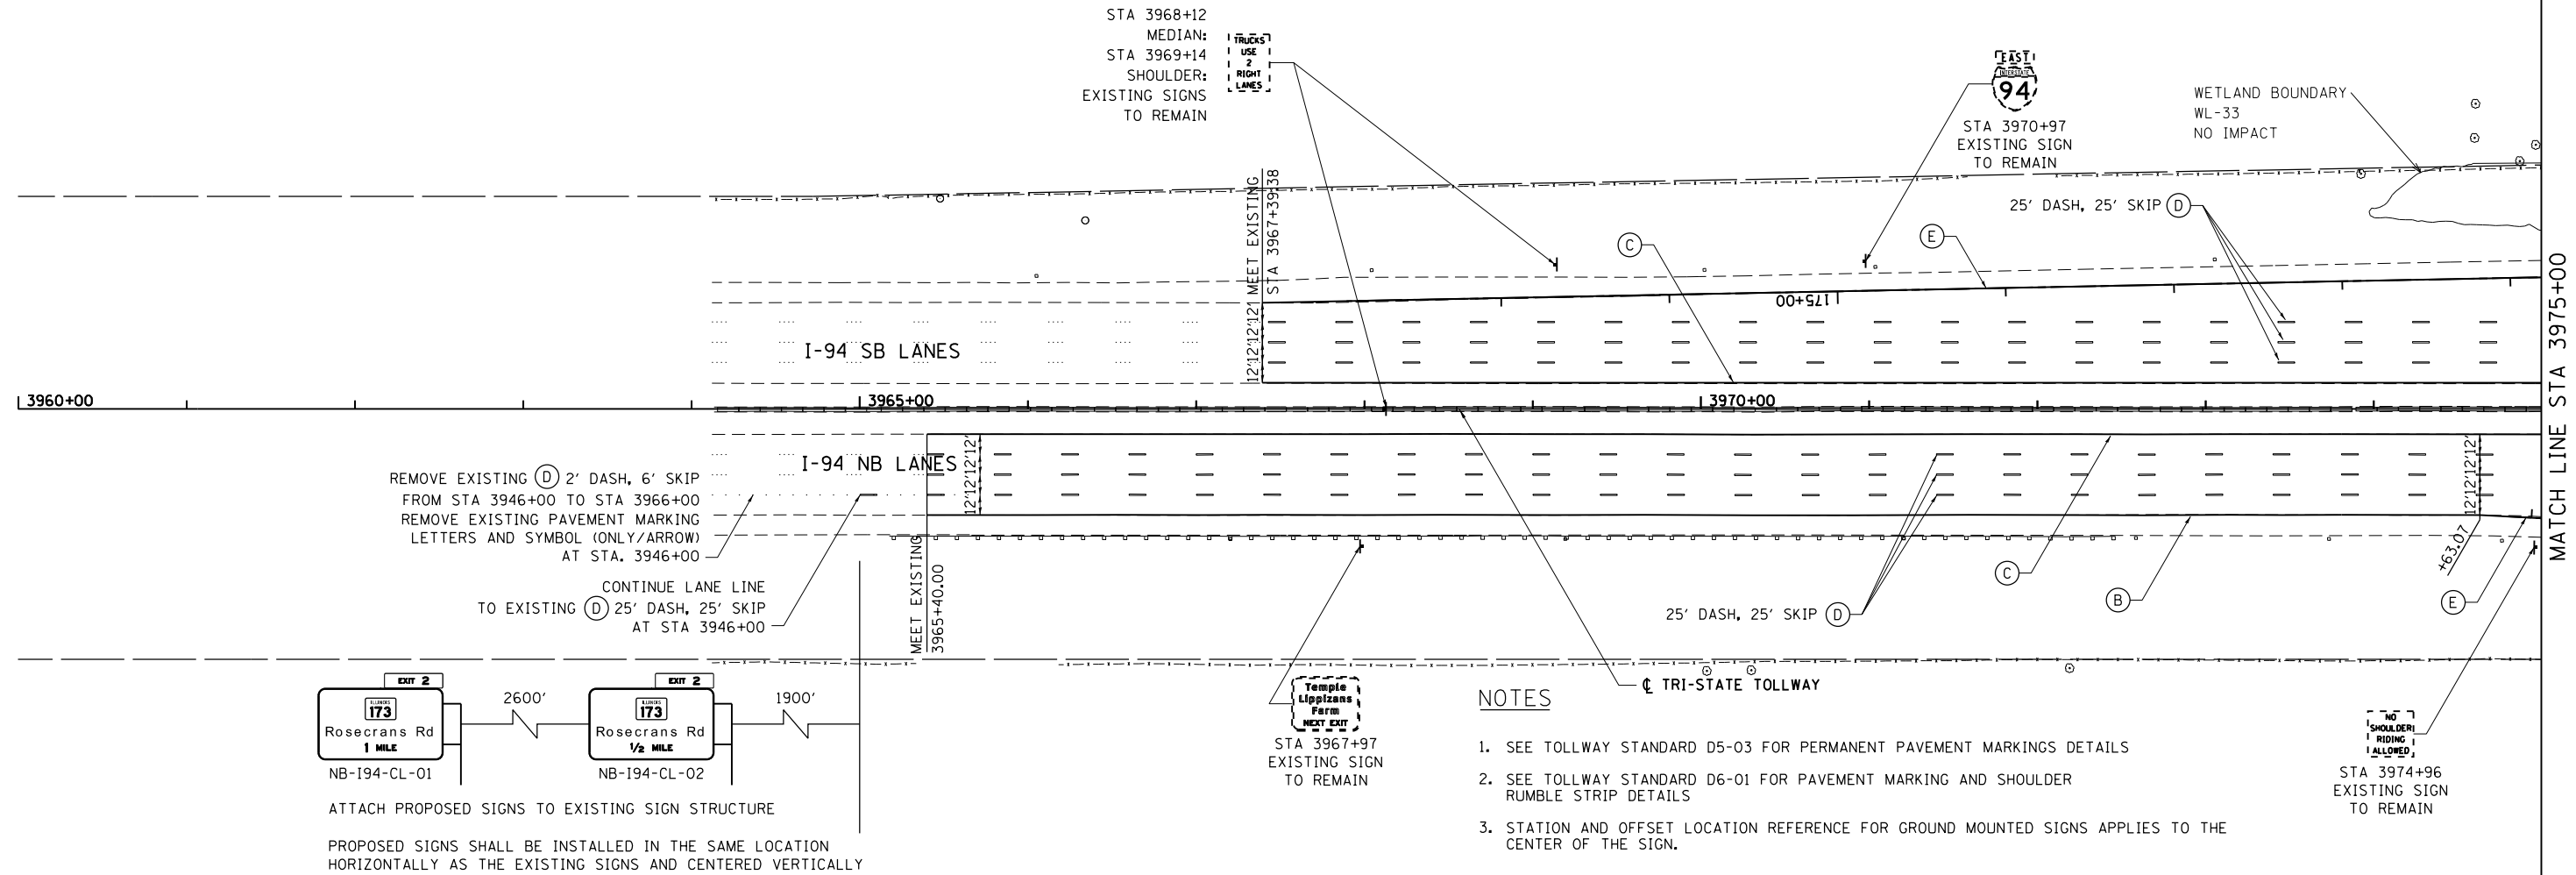 STA 3968+12
MEDIAN:
STA 3969+14
SHOULDER:
EXISTING SIGNS
TO REMAIN
TRUCKS
USE
2
RIGHT
LANES
EAST
INTERSTATE
94
STA 3970+97
EXISTING SIGN
TO REMAIN
WETLAND BOUNDARY
WL-33
NO IMPACT
25' DASH, 25' SKIP D
MEET EXISTING
STA 3967+39.38
C
E
175+00
12'12'12'12'
I-94 SB LANES
3960+00
3965+00
3970+00
MATCH LINE STA 3975+00
I-94 NB LANES
12'12'12'12'
12'12'12'12'
REMOVE EXISTING D 2' DASH, 6' SKIP
FROM STA 3946+00 TO STA 3966+00
REMOVE EXISTING PAVEMENT MARKING
LETTERS AND SYMBOL (ONLY/ARROW)
AT STA. 3946+00
CONTINUE LANE LINE
TO EXISTING D 25' DASH, 25' SKIP
AT STA 3946+00
MEET EXISTING
3965+40.00
+63.07
C
B
E
25' DASH, 25' SKIP D
℄ TRI-STATE TOLLWAY
EXIT 2
ILLINOIS
173
Rosecrans Rd
1 MILE
NB-I94-CL-01
2600'
EXIT 2
ILLINOIS
173
Rosecrans Rd
1/2 MILE
NB-I94-CL-02
1900'
ATTACH PROPOSED SIGNS TO EXISTING SIGN STRUCTURE
PROPOSED SIGNS SHALL BE INSTALLED IN THE SAME LOCATION
HORIZONTALLY AS THE EXISTING SIGNS AND CENTERED VERTICALLY
Temple
Lippizans
Farm
NEXT EXIT
STA 3967+97
EXISTING SIGN
TO REMAIN
NOTES
1. SEE TOLLWAY STANDARD D5-03 FOR PERMANENT PAVEMENT MARKINGS DETAILS
2. SEE TOLLWAY STANDARD D6-01 FOR PAVEMENT MARKING AND SHOULDER
RUMBLE STRIP DETAILS
3. STATION AND OFFSET LOCATION REFERENCE FOR GROUND MOUNTED SIGNS APPLIES TO THE
CENTER OF THE SIGN.
NO
SHOULDER
RIDING
ALLOWED
STA 3974+96
EXISTING SIGN
TO REMAIN